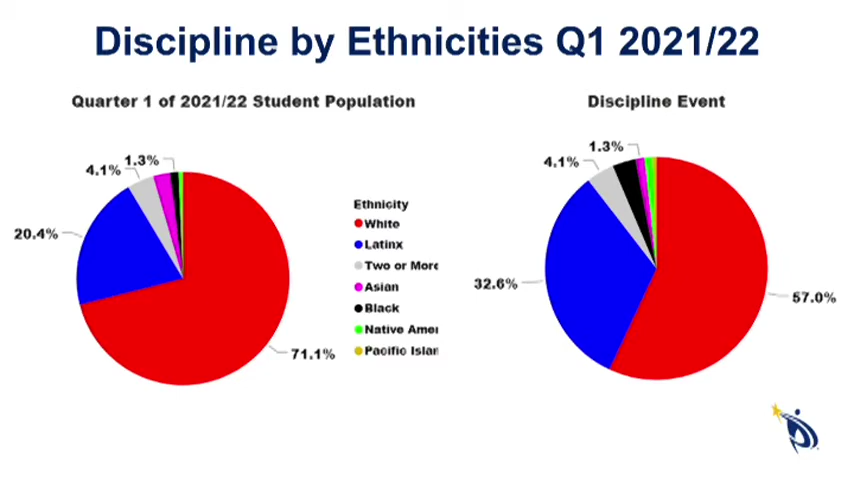 Discipline by Ethnicities Q1 2021/22
Quarter 1 of 2021/22 Student Population
Discipline Event
1.3%
4.1%
20.4%
71.1%
Ethnicity
White
Latinx
Two or More
Asian
Black
Native Amer
Pacific Islan
1.3%
4.1%
32.6%
57.0%